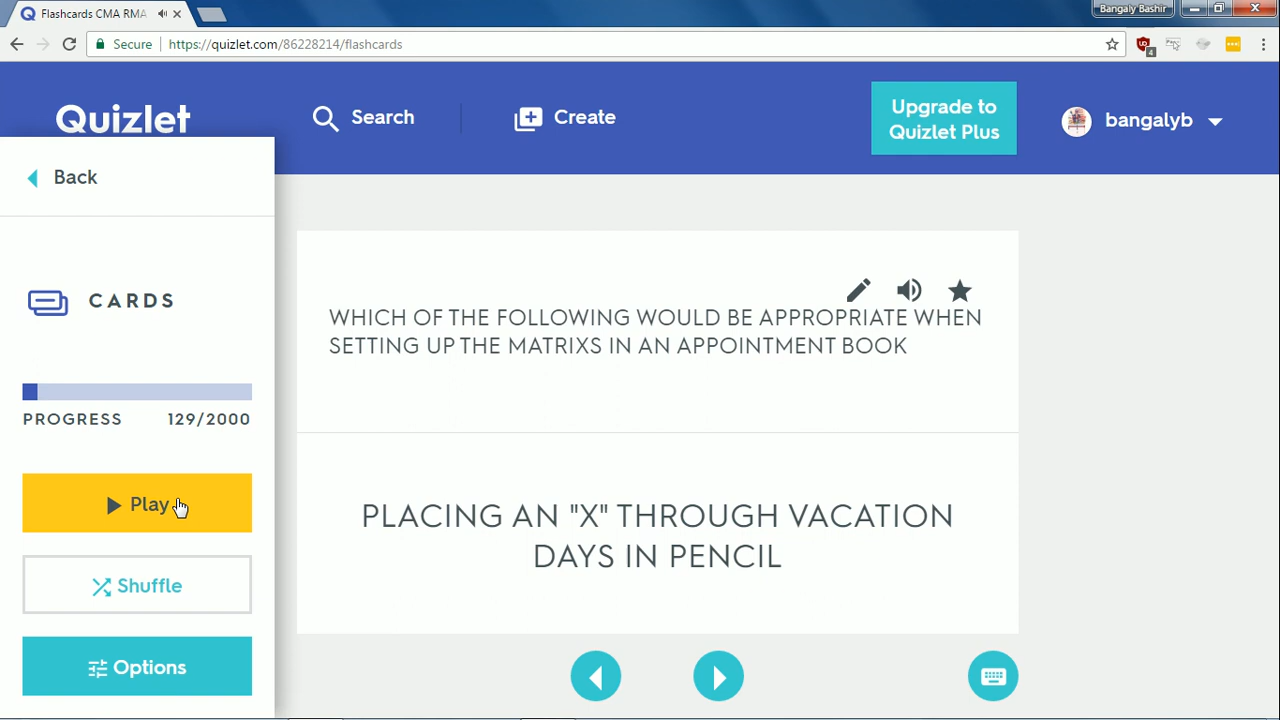 Flashcards CMA RMA
Bangaly Bashir
Secure
https://quizlet.com/86228214/flashcards
4
Quizlet
Search
Create
Upgrade to
Quizlet Plus
bangalyb
Back
CARDS
PROGRESS 129/2000
Play
Shuffle
Options
WHICH OF THE FOLLOWING WOULD BE APPROPRIATE WHEN
SETTING UP THE MATRIXS IN AN APPOINTMENT BOOK
PLACING AN "X" THROUGH VACATION
DAYS IN PENCIL